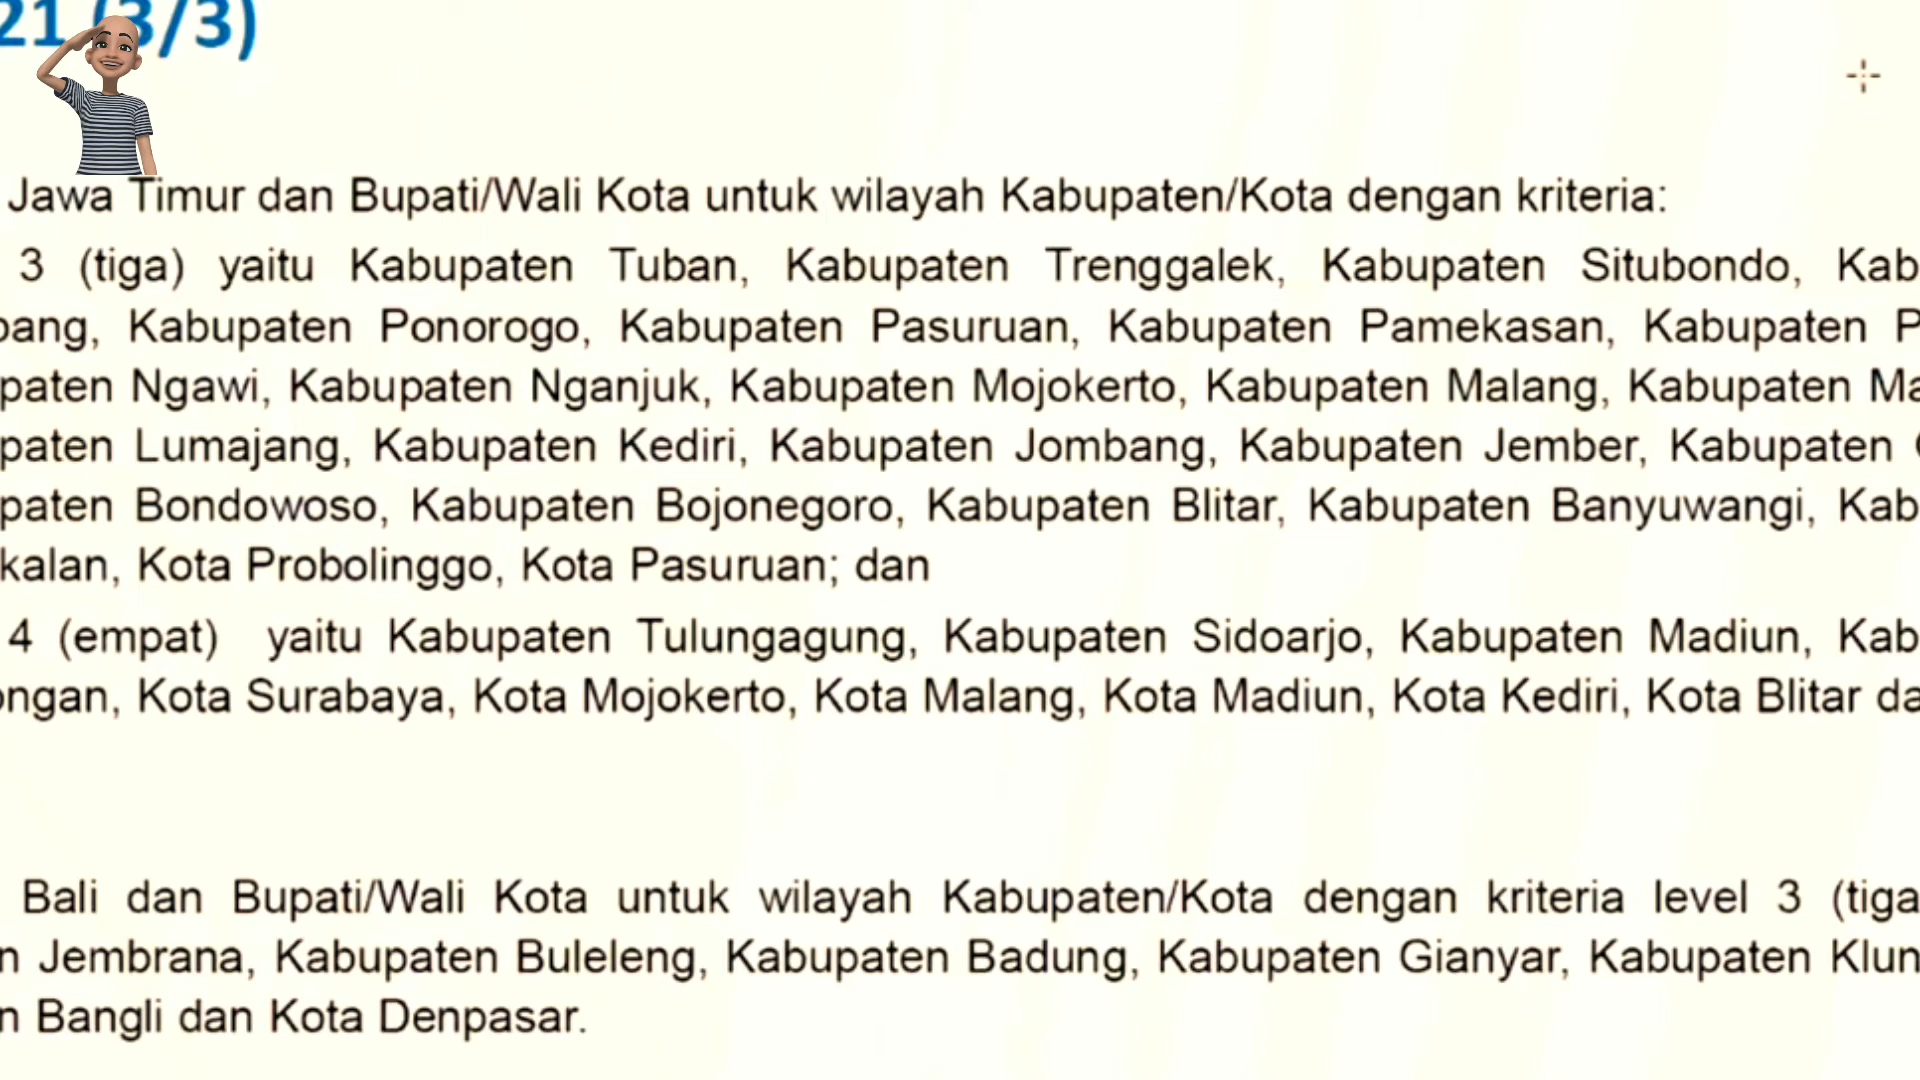 21 (3/3)
Jawa Timur dan Bupati/Wali Kota untuk wilayah Kabupaten/Kota dengan kriteria:
3 (tiga) yaitu Kabupaten Tuban, Kabupaten Trenggalek, Kabupaten Situbondo, Kab
ang, Kabupaten Ponorogo, Kabupaten Pasuruan, Kabupaten Pamekasan, Kabupaten P
paten Ngawi, Kabupaten Nganjuk, Kabupaten Mojokerto, Kabupaten Malang, Kabupaten Ma
paten Lumajang, Kabupaten Kediri, Kabupaten Jombang, Kabupaten Jember, Kabupaten
paten Bondowoso, Kabupaten Bojonegoro, Kabupaten Blitar, Kabupaten Banyuwangi, Kab
kalan, Kota Probolinggo, Kota Pasuruan; dan
4 (empat) yaitu Kabupaten Tulungagung, Kabupaten Sidoarjo, Kabupaten Madiun, Kab
ongan, Kota Surabaya, Kota Mojokerto, Kota Malang, Kota Madiun, Kota Kediri, Kota Blitar da
Bali dan Bupati/Wali Kota untuk wilayah Kabupaten/Kota dengan kriteria level 3 (tiga
n Jembrana, Kabupaten Buleleng, Kabupaten Badung, Kabupaten Gianyar, Kabupaten Klun
n Bangli dan Kota Denpasar.